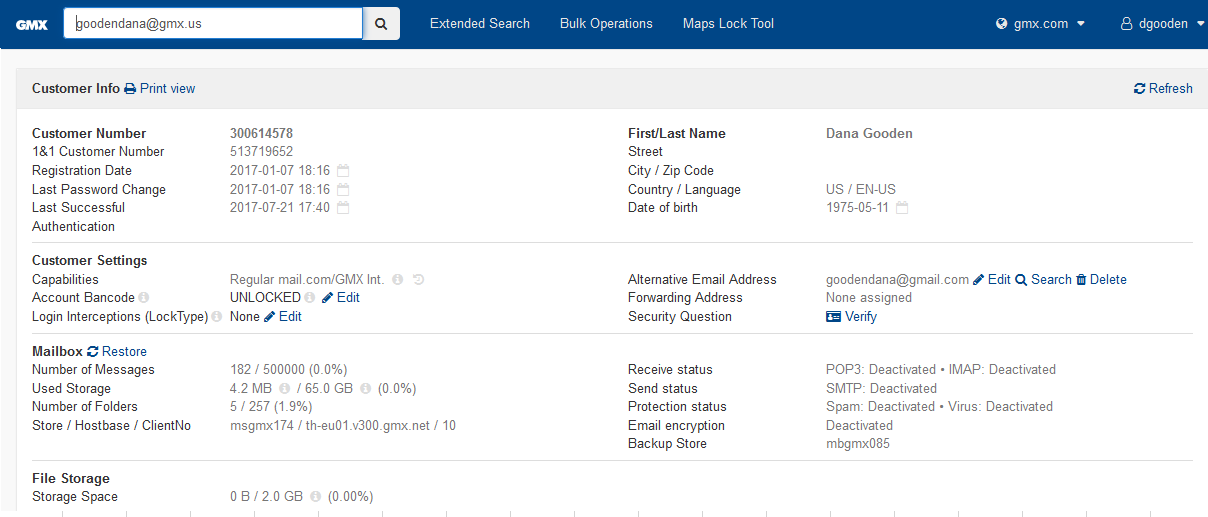 GMX goodendana@gmx.us Extended Search Bulk Operations Maps Lock Tool gmx.com dgooden
Customer Info Print view Refresh
Customer Number 300614578 First/Last Name Dana Gooden
1&1 Customer Number 513719652 Street
Registration Date 2017-01-07 18:16 City / Zip Code
Last Password Change 2017-01-07 18:16 Country / Language US / EN-US
Last Successful 2017-07-21 17:40 Date of birth 1975-05-11
Authentication
Customer Settings
Capabilities Regular mail.com/GMX Int. Alternative Email Address goodendana@gmail.com Edit Search Delete
Account Bancode UNLOCKED Edit Forwarding Address None assigned
Login Interceptions (LockType) None Edit Security Question Verify
Mailbox Restore
Number of Messages 182 / 500000 (0.0%) Receive status POP3: Deactivated • IMAP: Deactivated
Used Storage 4.2 MB / 65.0 GB (0.0%) Send status SMTP: Deactivated
Number of Folders 5 / 257 (1.9%) Protection status Spam: Deactivated • Virus: Deactivated
Store / Hostbase / ClientNo msgmx174 / th-eu01.v300.gmx.net / 10 Email encryption Deactivated
Backup Store mbgmx085
File Storage
Storage Space 0 B / 2.0 GB (0.00%)